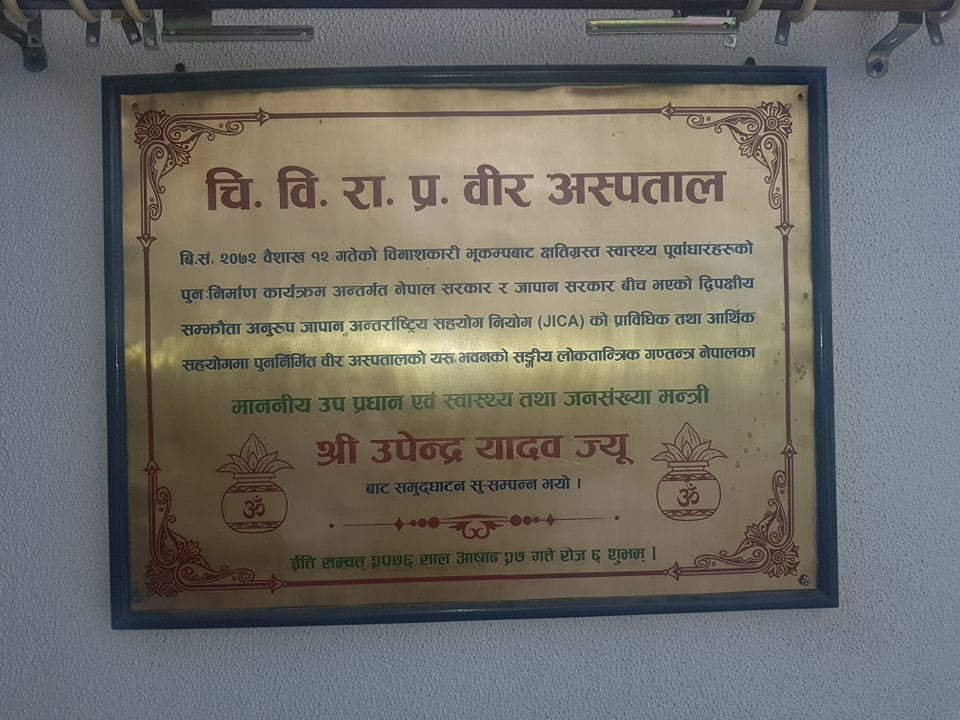 चि. वि. रा. प्र. वीर अस्पताल
बि.सं. २०७२ वैशाख १२ गतेको विनाशकारी भूकम्पबाट क्षतिग्रस्त स्वास्थ्य पूर्वाधारहरुको
पुन:निर्माण कार्यक्रम अन्तर्गत नेपाल सरकार र जापान सरकार बीच भएको द्विपक्षीय
सम्झौता अनुरुप जापान अन्तर्राष्ट्रिय सहयोग नियोग (JICA) को प्राविधिक तथा आर्थिक
सहयोगमा पुनर्निर्मित वीर अस्पतालको यस भवनको सङ्घीय लोकतान्त्रिक गणतन्त्र नेपालका
माननीय उप प्रधान एवं स्वास्थ्य तथा जनसंख्या मन्त्री
श्री उपेन्द्र यादव ज्यू
ॐ ॐ
बाट समुद्घाटन सु-सम्पन्न भयो ।
ईति सम्वत् २०७६ साल आषाढ २७ गते रोज ६ शुभम् ।